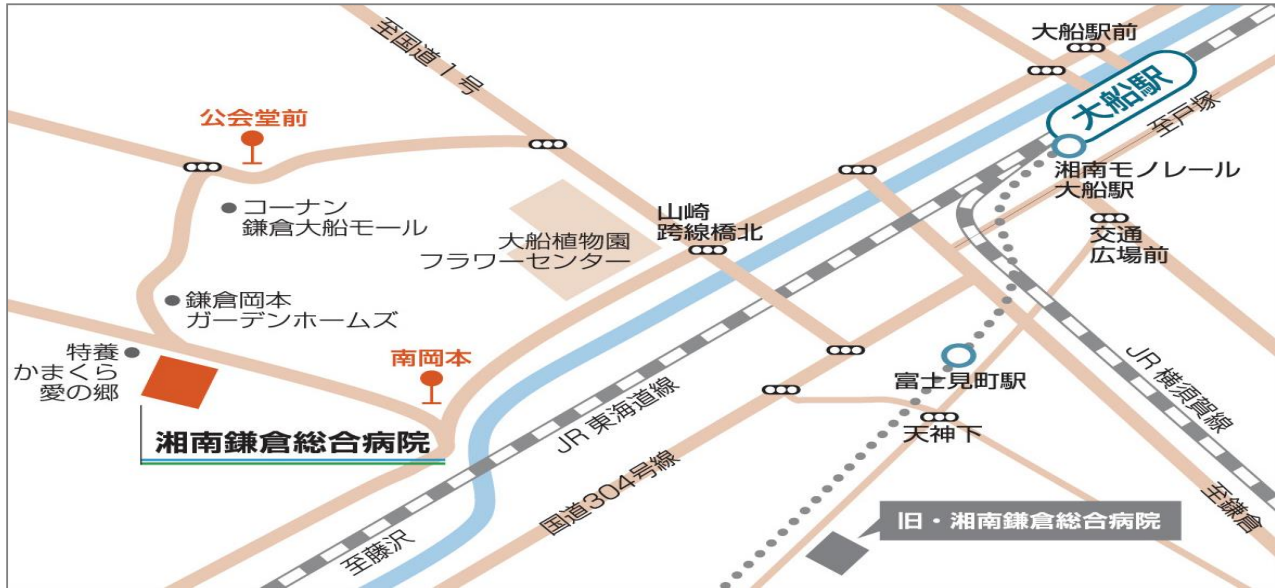 大船駅前
至国道1号
大船駅
公会堂前
至戸塚
湘南モノレール
大船駅
コーナン
鎌倉大船モール
山崎
跨線橋北
交通
広場前
大船植物園
フラワーセンター
鎌倉岡本
ガーデンホームズ
特養
かまくら
愛の郷
南岡本
富士見町駅
JR横須賀線
JR東海道線
天神下
湘南鎌倉総合病院
国道304号線
至鎌倉
旧・湘南鎌倉総合病院
至藤沢